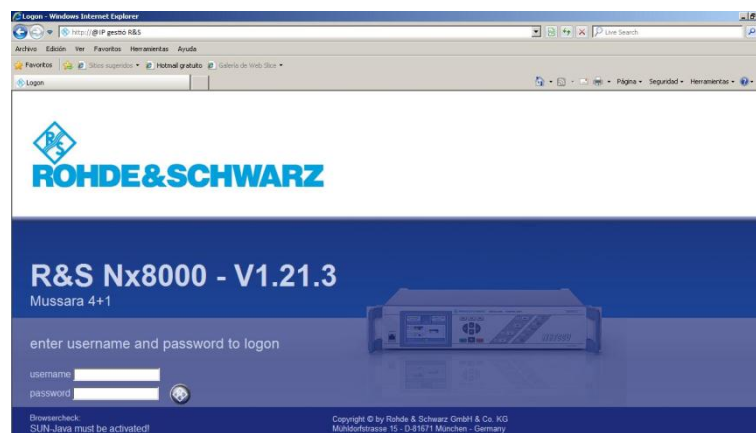 Logon - Windows Internet Explorer
http://@IP gestió R&S
Live Search
Archivo Edición Ver Favoritos Herramientas Ayuda
Favoritos Sitios sugeridos Hotmail gratuito Galería de Web Slice
Logon
Página Seguridad Herramientas
R&S
ROHDE&SCHWARZ
R&S Nx8000 - V1.21.3
Mussara 4+1
enter username and password to logon
username
password
Browsercheck:
SUN-Java must be activated!
Copyright © by Rohde & Schwarz GmbH & Co. KG
Mühldorfstrasse 15 - D-81671 München - Germany